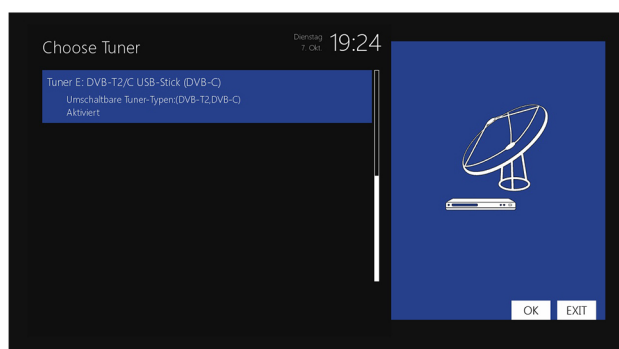 Choose Tuner
Dienstag
7. Okt.
19:24
Tuner E: DVB-T2/C USB-Stick (DVB-C)
Umschaltbare Tuner-Typen:(DVB-T2,DVB-C)
Aktiviert
OK
EXIT